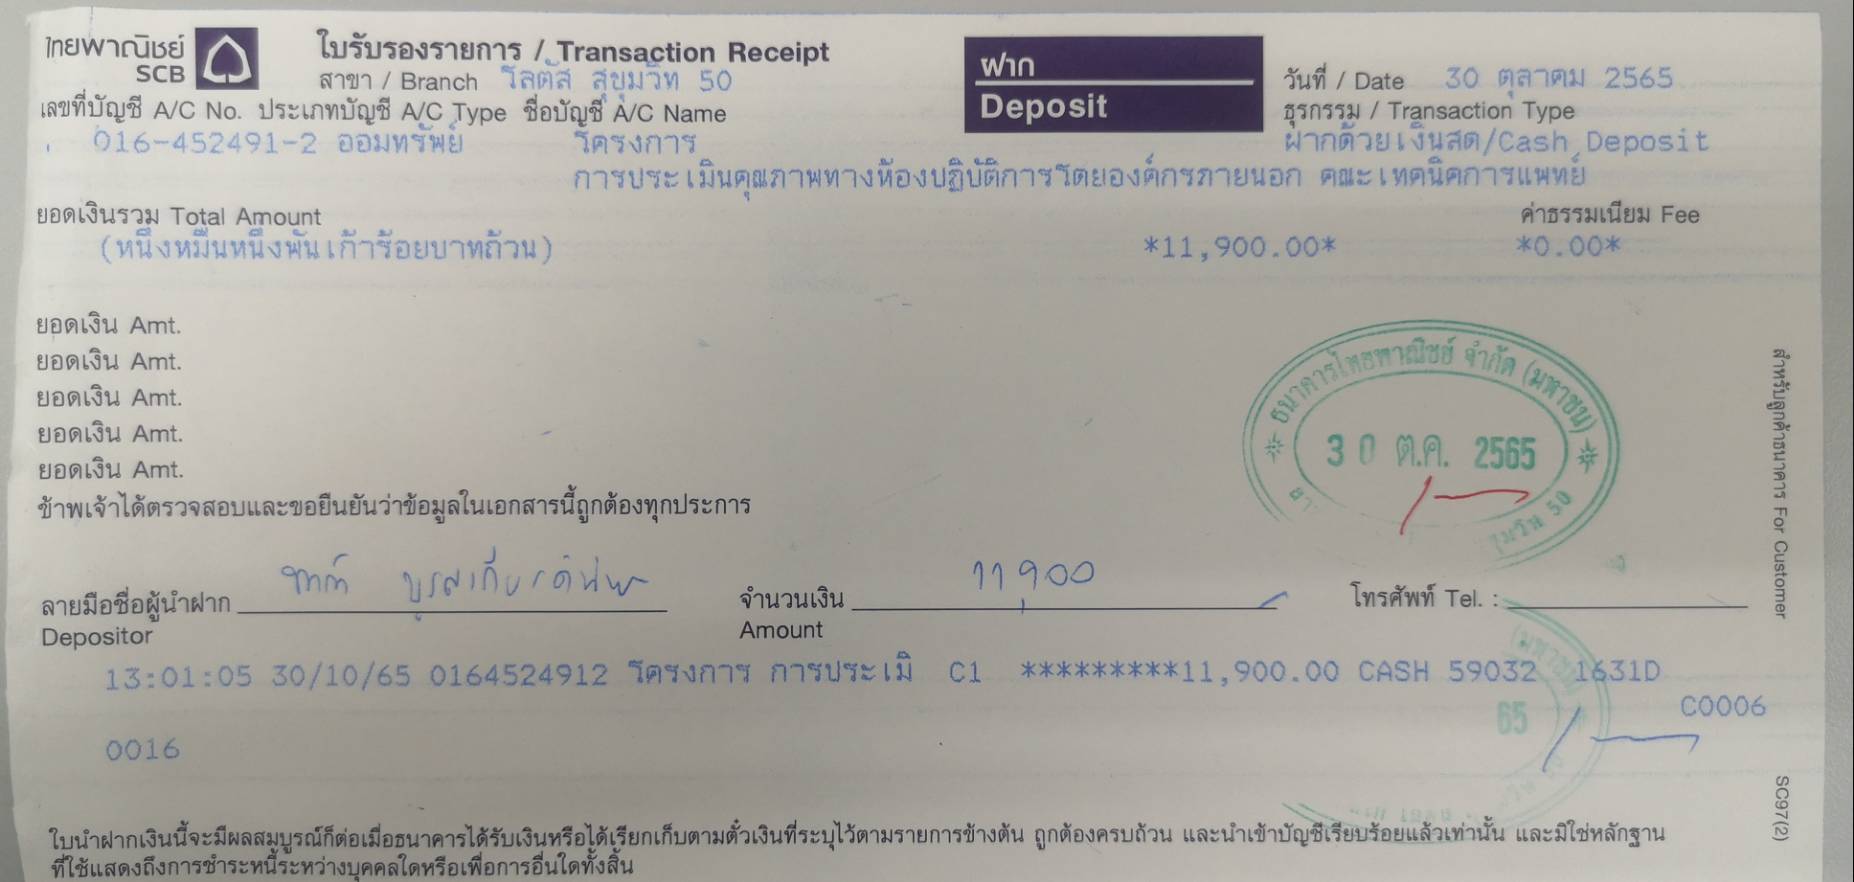 ไทยพาณิชย์
SCB
ใบรับรองรายการ / Transaction Receipt
สาขา / Branch โลตัส สุขุมวิท 50
ฝาก
Deposit
วันที่ / Date 30 ตุลาคม 2565
เลขที่บัญชี A/C No. ประเภทบัญชี A/C Type ชื่อบัญชี A/C Name
ธุรกรรม / Transaction Type
016-452491-2 ออมทรัพย์ โครงการ
ฝากด้วยเงินสด/Cash Deposit
การประเมินคุณภาพทางห้องปฏิบัติการโดยองค์กรภายนอก คณะเทคนิคการแพทย์
ยอดเงินรวม Total Amount
ค่าธรรมเนียม Fee
(หนึ่งหมื่นหนึ่งพันเก้าร้อยบาทถ้วน) *11,900.00* *0.00*
ยอดเงิน Amt.
ยอดเงิน Amt.
ยอดเงิน Amt.
ยอดเงิน Amt.
ยอดเงิน Amt.
ข้าพเจ้าได้ตรวจสอบและขอยืนยันว่าข้อมูลในเอกสารนี้ถูกต้องทุกประการ
ธนาคารไทยพาณิชย์ จำกัด (มหาชน)
30 ต.ค. 2565
50
ลายมือชื่อผู้นำฝาก
Depositor
จำนวนเงิน 11,900
Amount
โทรศัพท์ Tel. :
13:01:05 30/10/65 0164524912 โครงการ การประเมิ C1 *********11,900.00 CASH 59032 1631D
C0006
0016
(มหาชน)
65
ใบนำฝากเงินนี้จะมีผลสมบูรณ์ก็ต่อเมื่อธนาคารได้รับเงินหรือได้เรียกเก็บตามตั๋วเงินที่ระบุไว้ตามรายการข้างต้น ถูกต้องครบถ้วน และนำเข้าบัญชีเรียบร้อยแล้วเท่านั้น และมิใช่หลักฐาน
ที่ใช้แสดงถึงการชำระหนี้ระหว่างบุคคลใดหรือเพื่อการอื่นใดทั้งสิ้น
สำหรับลูกค้าธนาคาร For Customer
SC97(2)